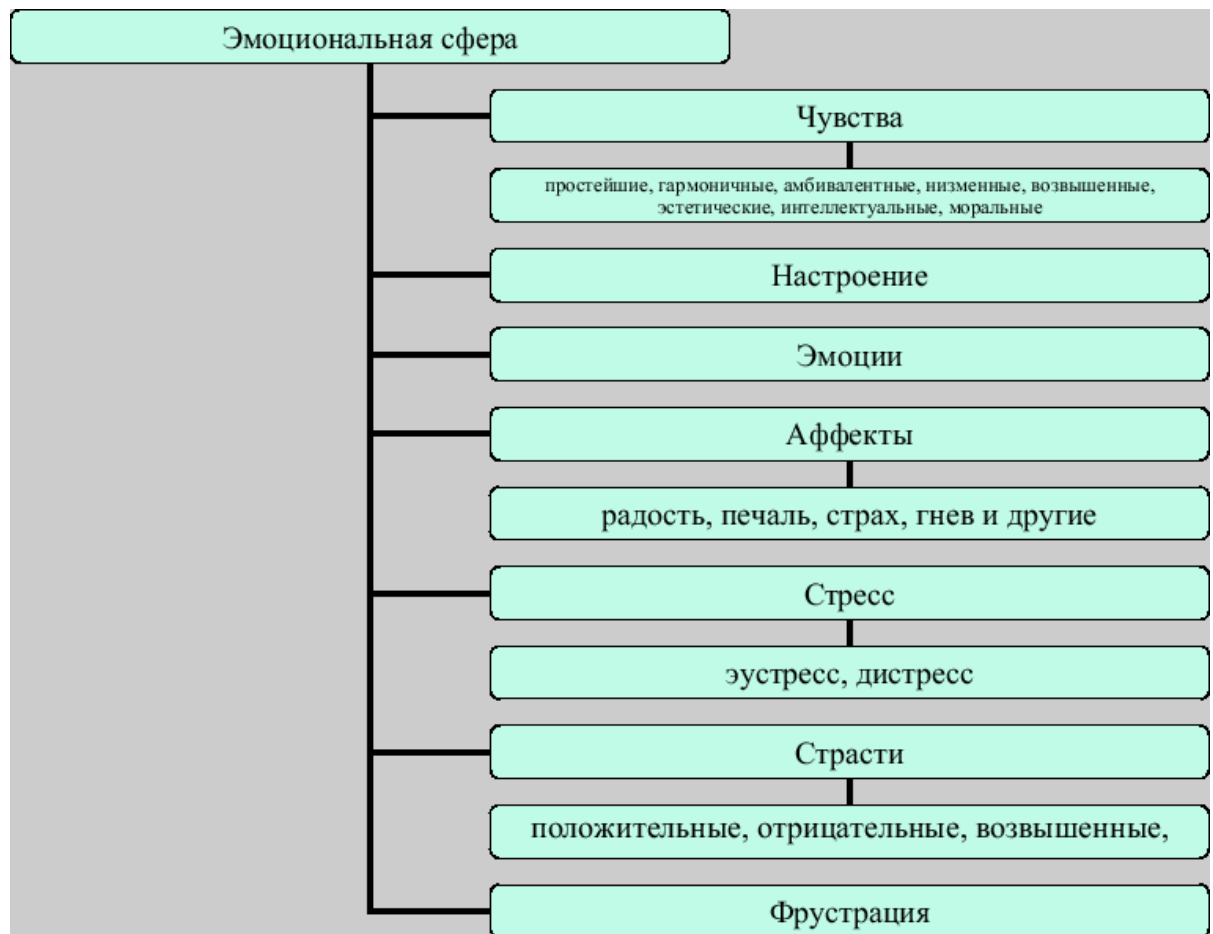 Эмоциональная сфера
Чувства
простейшие, гармоничные, амбивалентные, низменные, возвышенные,
эстетические, интеллектуальные, моральные
Настроение
Эмоции
Аффекты
радость, печаль, страх, гнев и другие
Стресс
эустресс, дистресс
Страсти
положительные, отрицательные, возвышенные,
Фрустрация